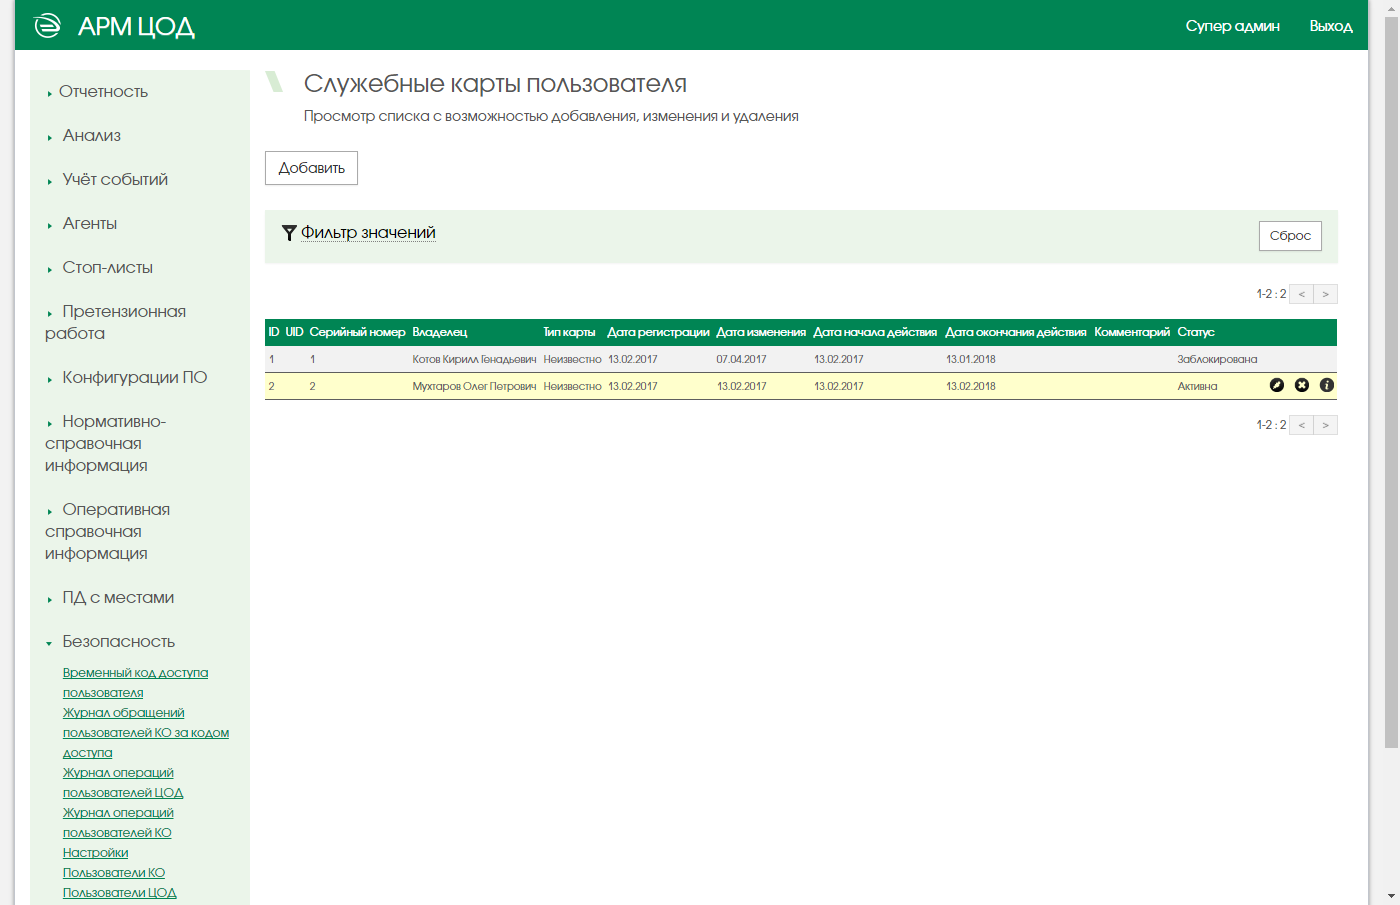 АРМ ЦОД
Супер админ Выход
Отчетность
Анализ
Учёт событий
Агенты
Стоп-листы
Претензионная
работа
Конфигурации ПО
Нормативно-
справочная
информация
Оперативная
справочная
информация
ПД с местами
Безопасность
Временный код доступа
пользователя
Журнал обращений
пользователей КО за кодом
доступа
Журнал операций
пользователей ЦОД
Журнал операций
пользователей КО
Настройки
Пользователи КО
Пользователи ЦОД
Служебные карты пользователя
Просмотр списка с возможностью добавления, изменения и удаления
Добавить
Фильтр значений
Сброс
1-2 : 2 < >
ID UID Серийный номер Владелец Тип карты Дата регистрации Дата изменения Дата начала действия Дата окончания действия Комментарий Статус
1 1 Котов Кирилл Генадьевич Неизвестно 13.02.2017 07.04.2017 13.02.2017 13.01.2018 Заблокирована
2 2 Мухтаров Олег Петрович Неизвестно 13.02.2017 13.02.2017 13.02.2017 13.02.2018 Активна
1-2 : 2 < >